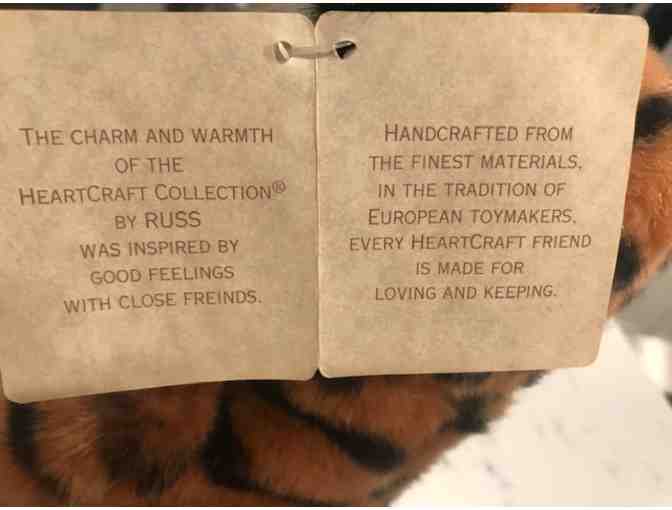 THE CHARM AND WARMTH
OF THE
HEARTCRAFT COLLECTION®
BY RUSS
WAS INSPIRED BY
GOOD FEELINGS
WITH CLOSE FREINDS.
HANDCRAFTED FROM
THE FINEST MATERIALS,
IN THE TRADITION OF
EUROPEAN TOYMAKERS,
EVERY HEARTCRAFT FRIEND
IS MADE FOR
LOVING AND KEEPING.